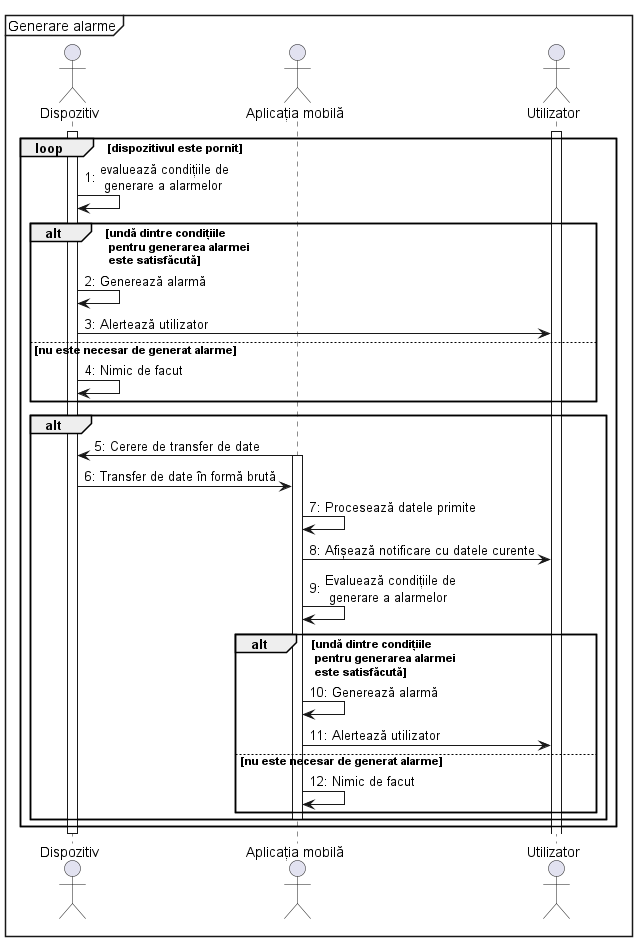 Generare alarme
Dispozitiv
Aplicația mobilă
Utilizator
loop
[dispozitivul este pornit]
1: evaluează condițiile de
generare a alarmelor
alt
[undă dintre condițiile
pentru generarea alarmei
este satisfăcută]
2: Generează alarmă
3: Alertează utilizator
[nu este necesar de generat alarme]
4: Nimic de facut
alt
5: Cerere de transfer de date
6: Transfer de date în formă brută
7: Procesează datele primite
8: Afișează notificare cu datele curente
9: Evaluează condițiile de
generare a alarmelor
alt
[undă dintre condițiile
pentru generarea alarmei
este satisfăcută]
10: Generează alarmă
11: Alertează utilizator
[nu este necesar de generat alarme]
12: Nimic de facut
Dispozitiv
Aplicația mobilă
Utilizator